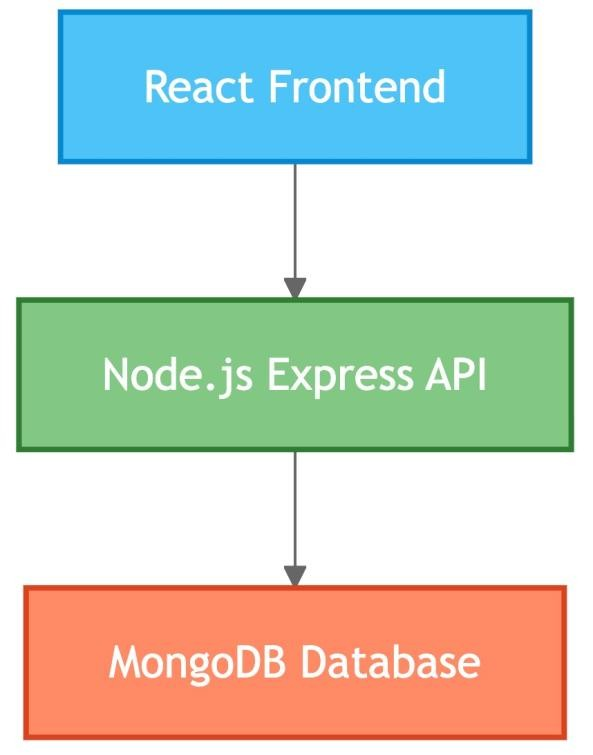 React Frontend
Node.js Express API
MongoDB Database